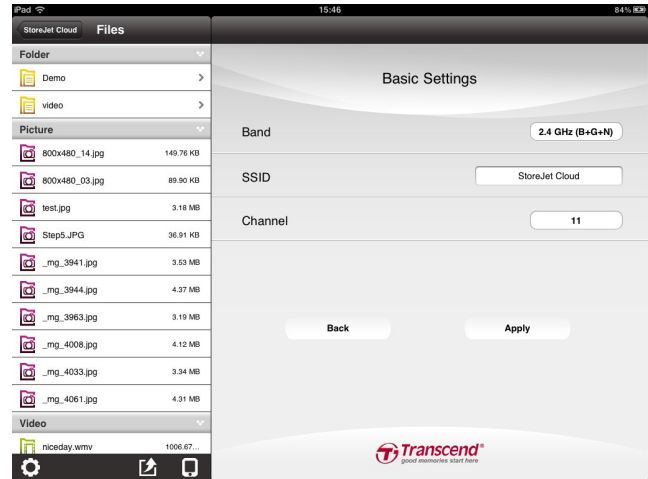 iPad 15:46 84%
StoreJet Cloud Files
Folder
Demo
video
Picture
800x480_14.jpg 149.76 KB
800x480_03.jpg 89.90 KB
test.jpg 3.18 MB
Step5.JPG 36.91 KB
_mg_3941.jpg 3.53 MB
_mg_3944.jpg 4.37 MB
_mg_3963.jpg 3.19 MB
_mg_4008.jpg 4.12 MB
_mg_4033.jpg 3.34 MB
_mg_4061.jpg 4.31 MB
Video
niceday.wmv 1006.67...
Basic Settings
Band 2.4 GHz (B+G+N)
SSID StoreJet Cloud
Channel 11
Back Apply
Transcend®
good memories start here